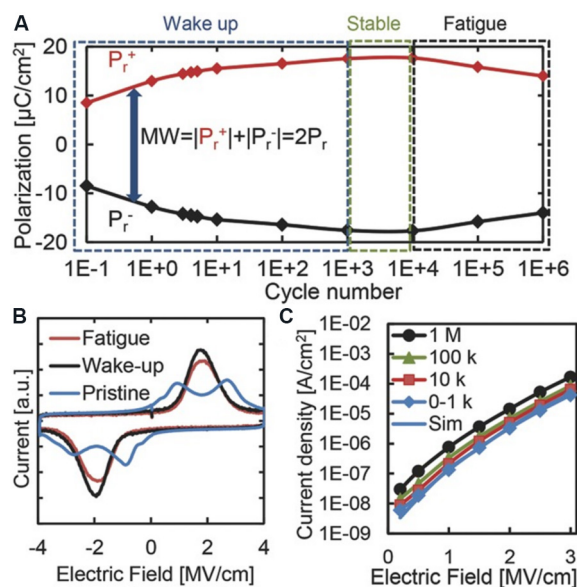 A
Wake up
Stable
Fatigue
Polarization [µC/cm²]
20
10
0
-10
-20
Pr⁺
MW=|Pr⁺|+|Pr⁻|=2Pr
Pr⁻
1E-1 1E+0 1E+1 1E+2 1E+3 1E+4 1E+5 1E+6
Cycle number
B
Fatigue
Wake-up
Pristine
Current [a.u.]
-4 -2 0 2 4
Electric Field [MV/cm]
C
Current density [A/cm²]
1E-02
1E-03
1E-04
1E-05
1E-06
1E-07
1E-08
1E-09
1 M
100 k
10 k
0-1 k
Sim
0 1 2 3
Electric Field [MV/cm]